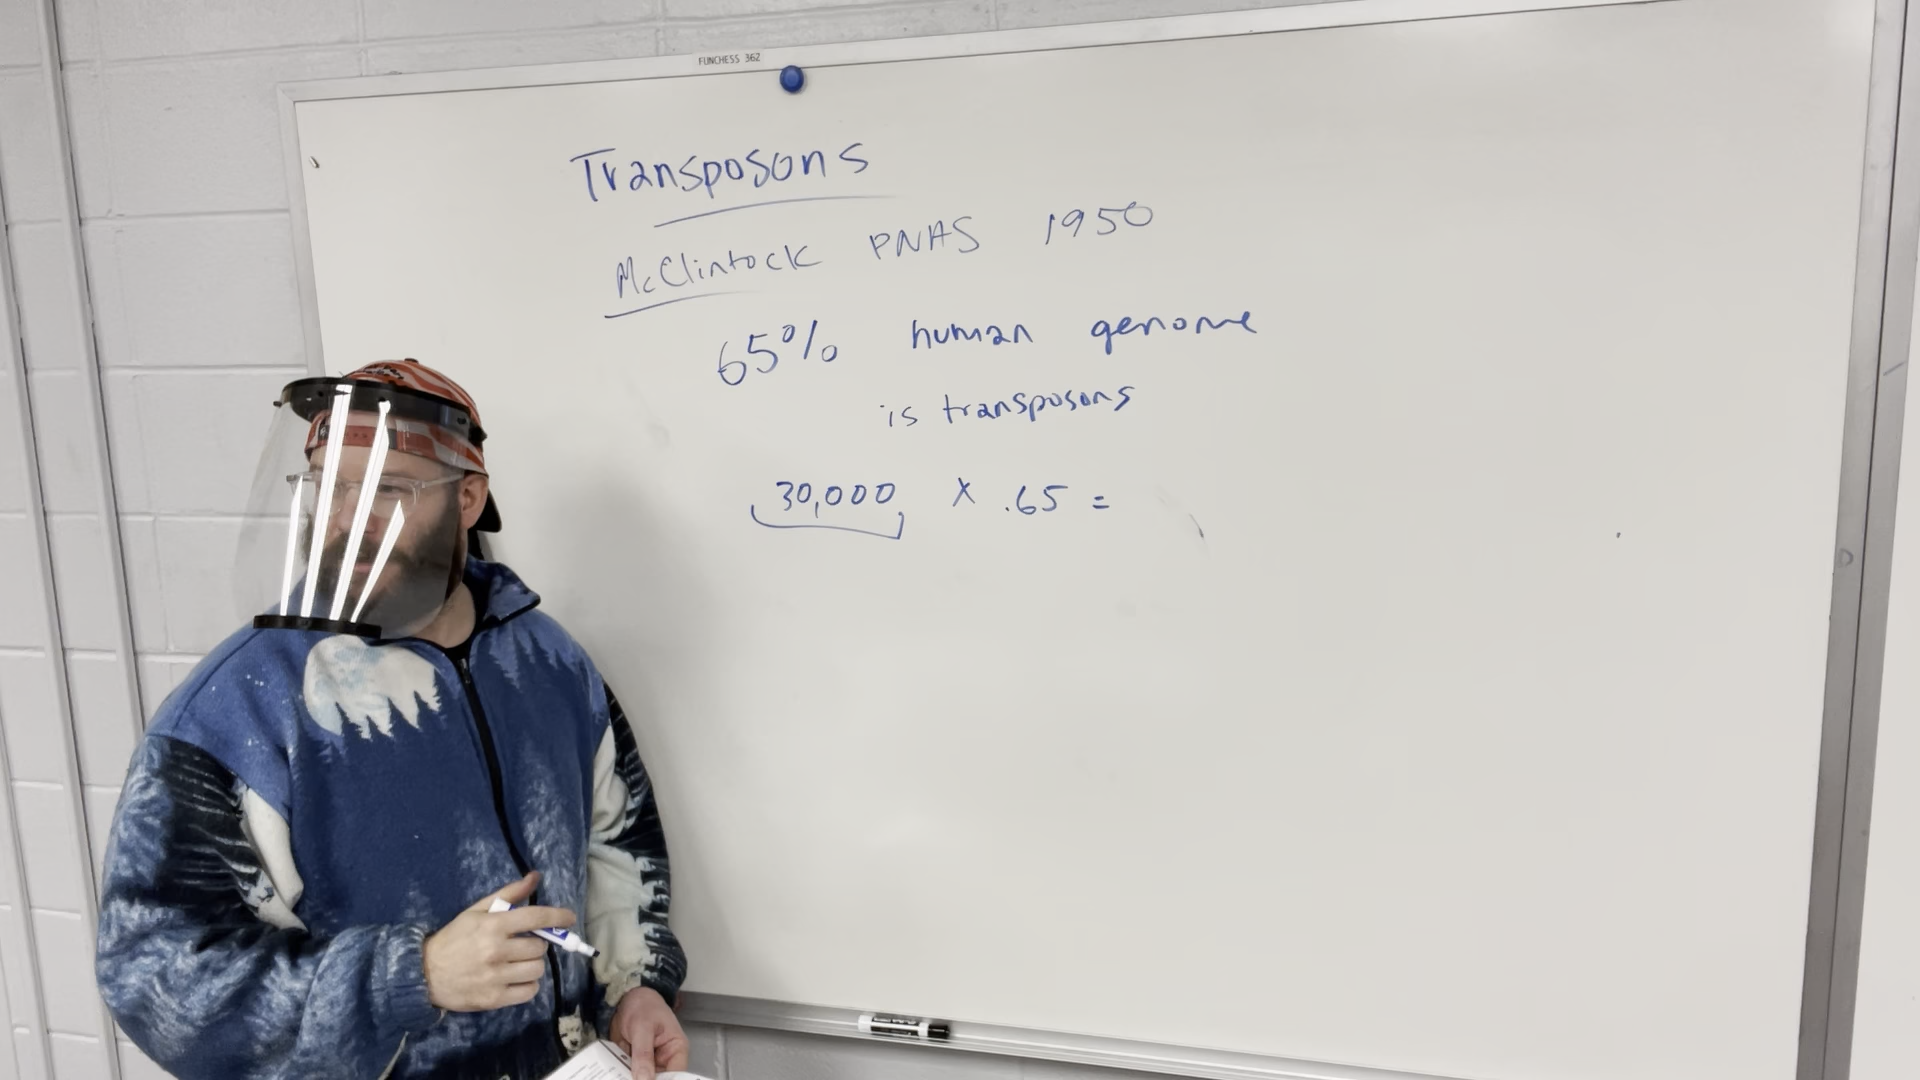 FUNCHESS 362
Transposons
McClintock PNAS 1950
65% human genome
is transposons
30,000 x .65 =